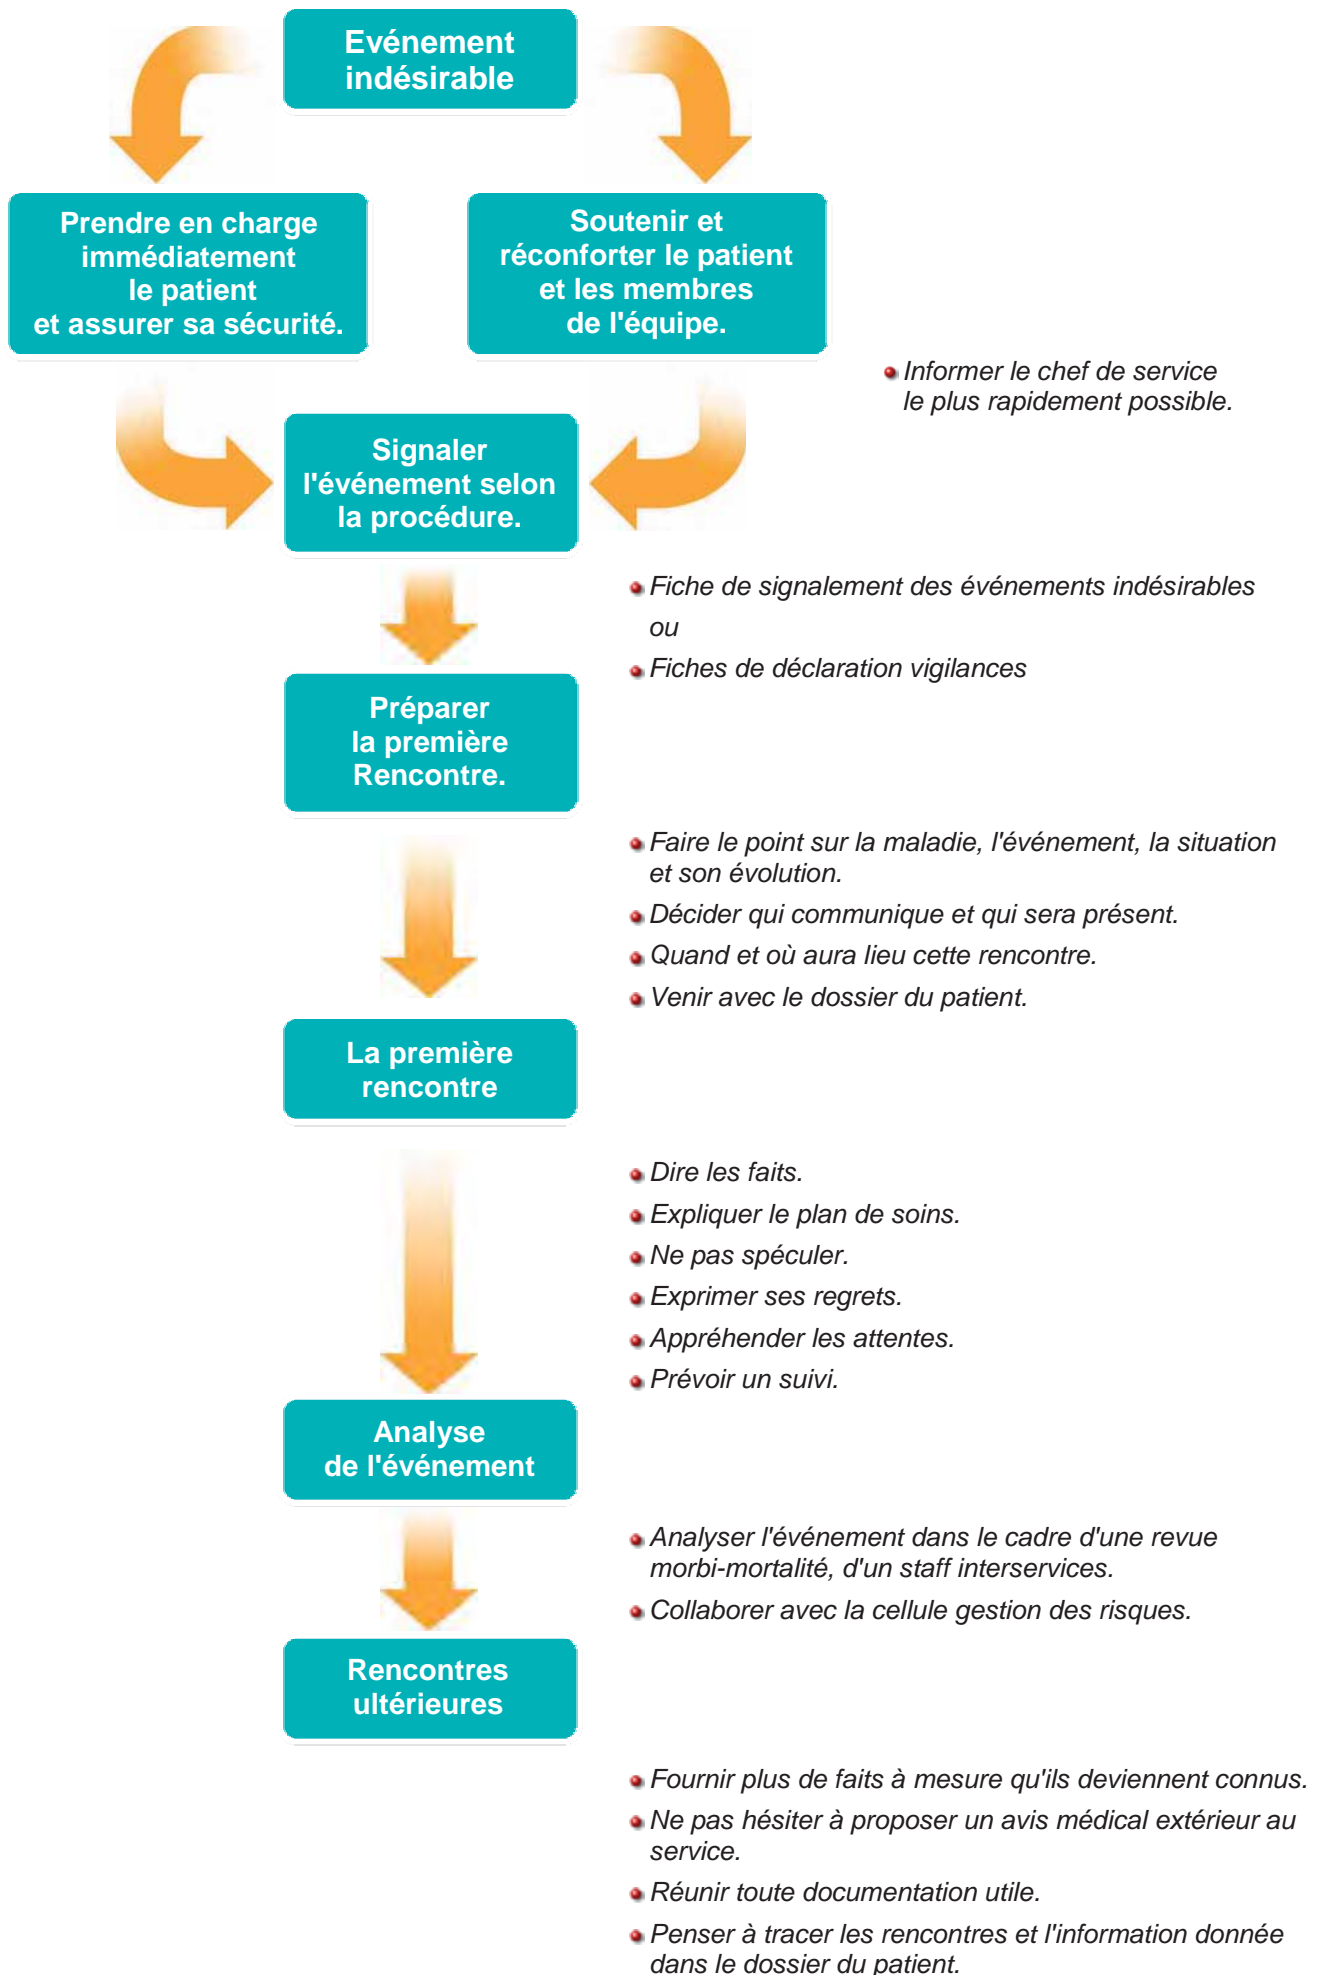 Evénement
indésirable
Prendre en charge
immédiatement
le patient
et assurer sa sécurité.
Soutenir et
réconforter le patient
et les membres
de l'équipe.
Informer le chef de service
le plus rapidement possible.
Signaler
l'événement selon
la procédure.
Fiche de signalement des événements indésirables
ou
Fiches de déclaration vigilances
Préparer
la première
Rencontre.
Faire le point sur la maladie, l'événement, la situation
et son évolution.
Décider qui communique et qui sera présent.
Quand et où aura lieu cette rencontre.
Venir avec le dossier du patient.
La première
rencontre
Dire les faits.
Expliquer le plan de soins.
Ne pas spéculer.
Exprimer ses regrets.
Appréhender les attentes.
Prévoir un suivi.
Analyse
de l'événement
Analyser l'événement dans le cadre d'une revue
morbi-mortalité, d'un staff interservices.
Collaborer avec la cellule gestion des risques.
Rencontres
ultérieures
Fournir plus de faits à mesure qu'ils deviennent connus.
Ne pas hésiter à proposer un avis médical extérieur au
service.
Réunir toute documentation utile.
Penser à tracer les rencontres et l'information donnée
dans le dossier du patient.